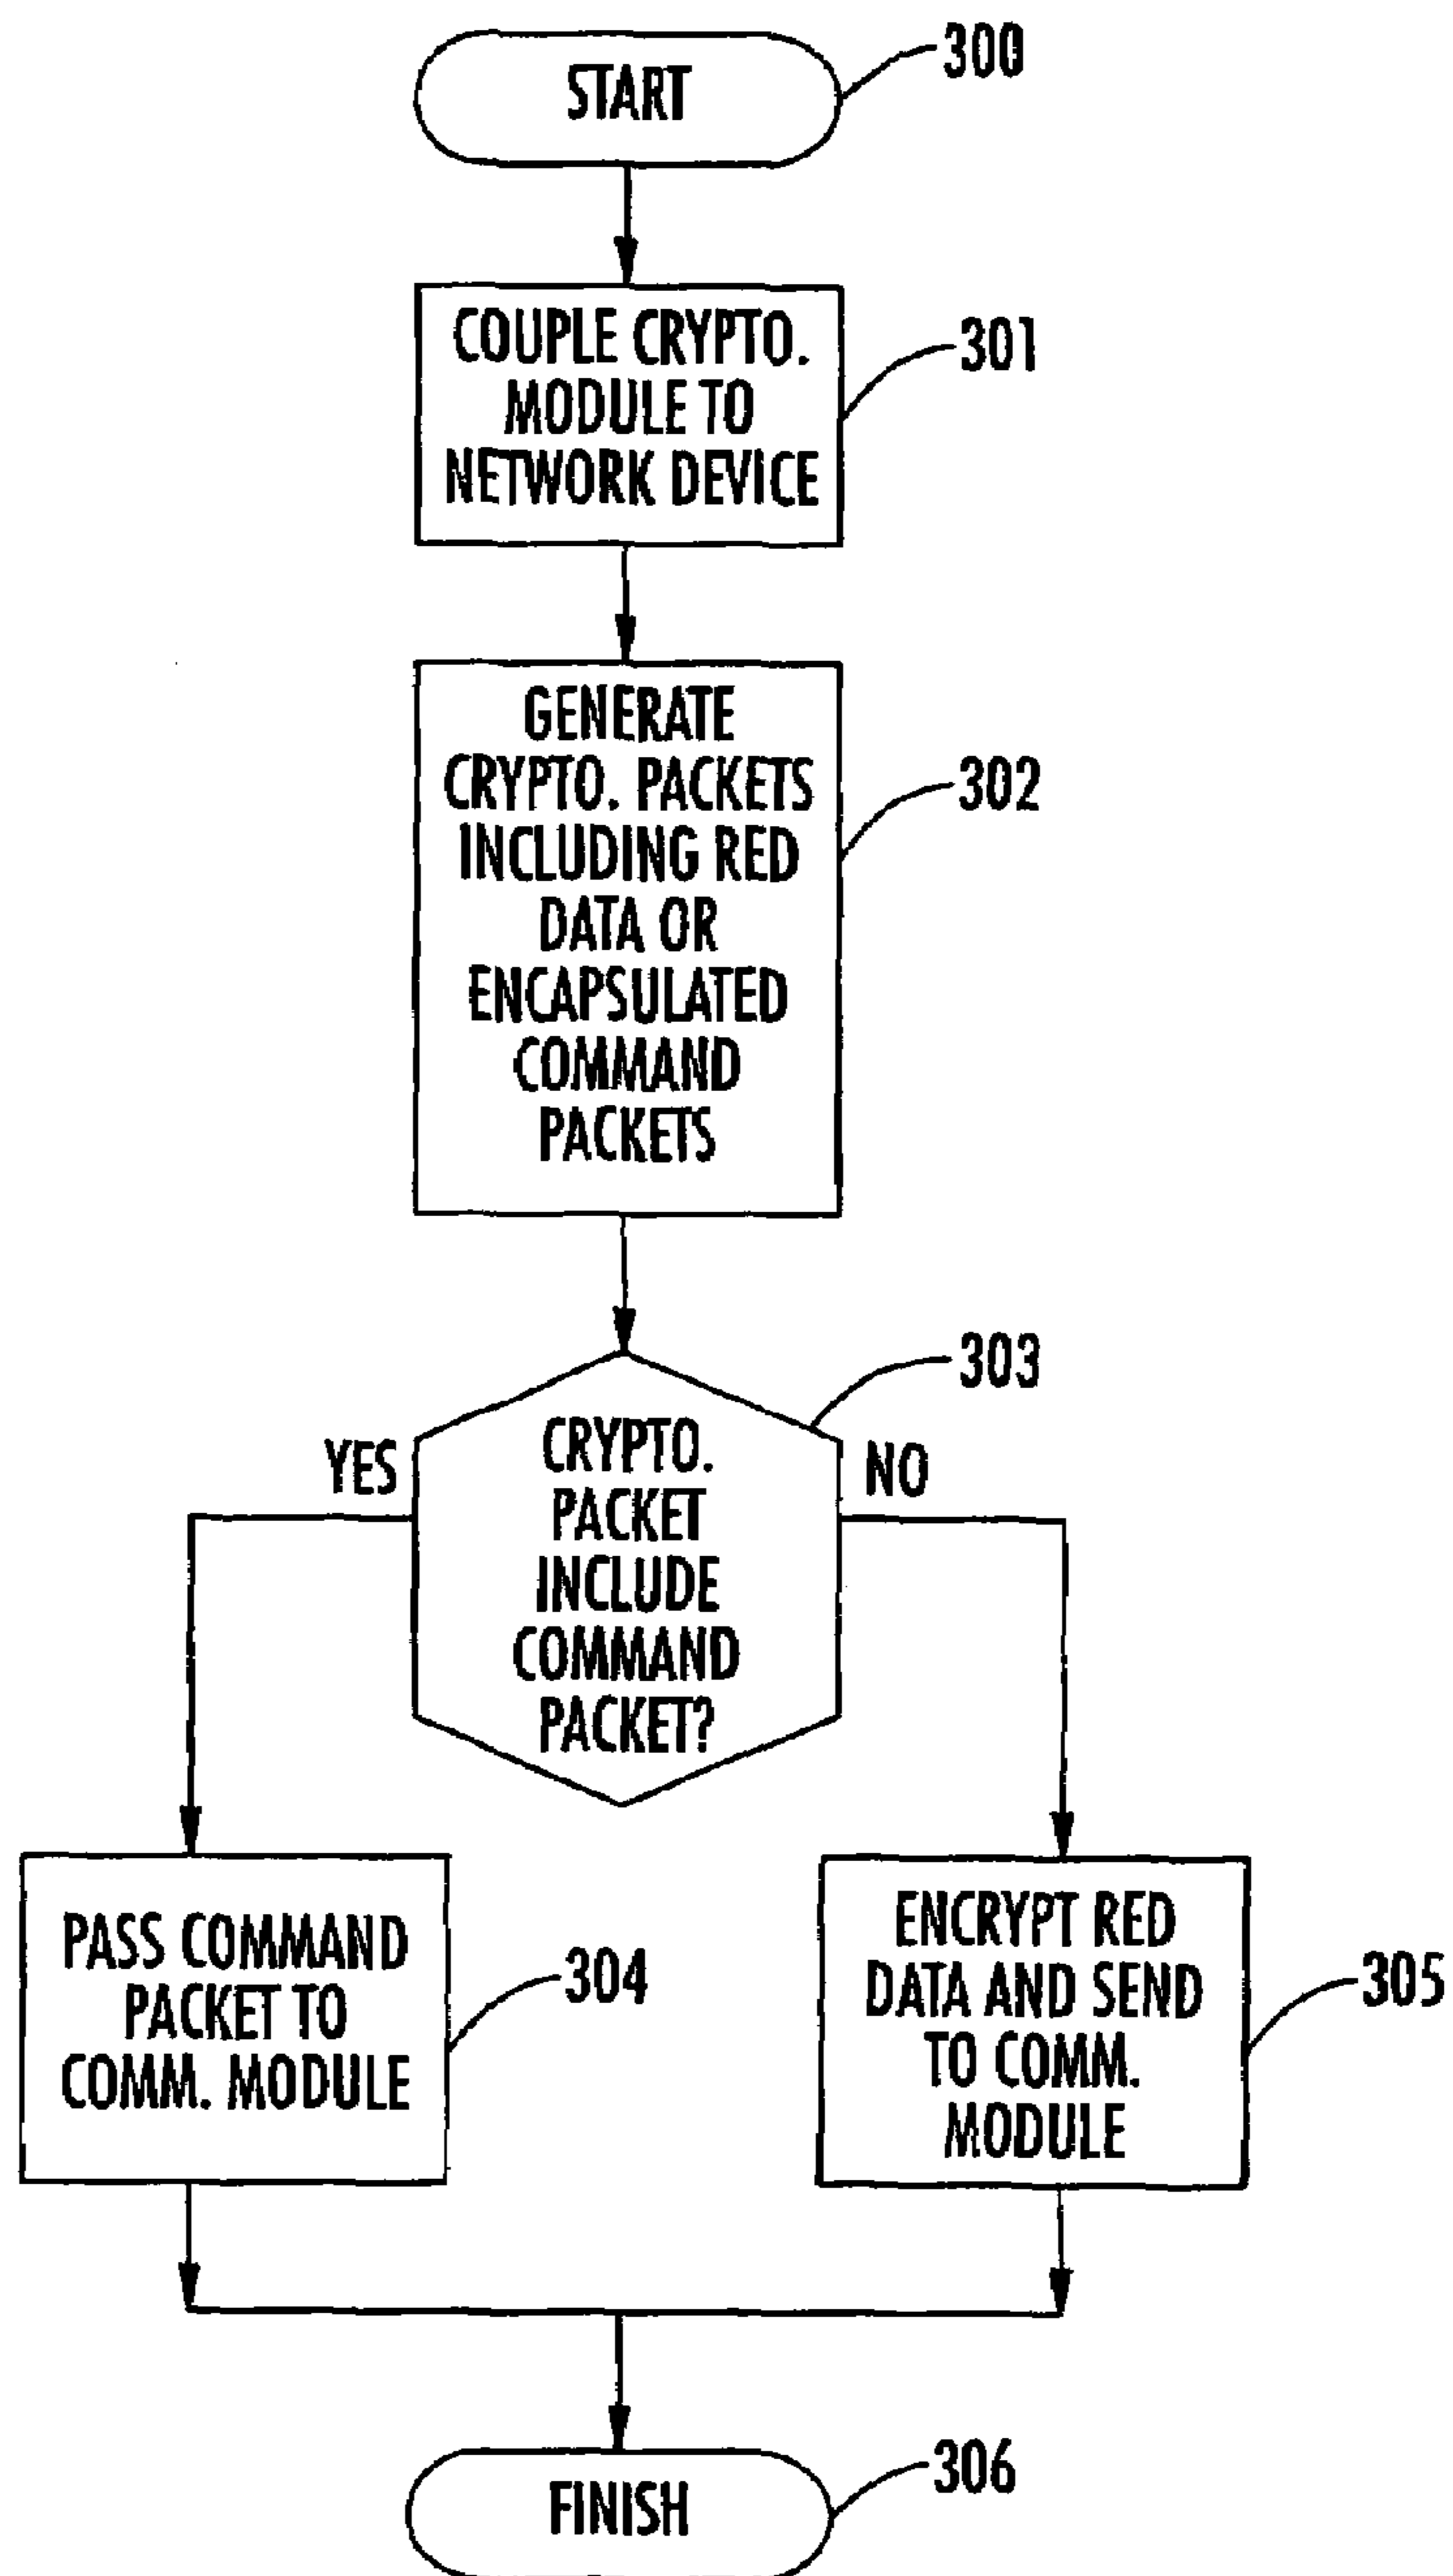 START
300
COUPLE CRYPTO.
MODULE TO
NETWORK DEVICE
301
GENERATE
CRYPTO. PACKETS
INCLUDING RED
DATA OR
ENCAPSULATED
COMMAND
PACKETS
302
303
YES
CRYPTO.
PACKET
INCLUDE
COMMAND
PACKET?
NO
PASS COMMAND
PACKET TO
COMM. MODULE
304
ENCRYPT RED
DATA AND SEND
TO COMM.
MODULE
305
FINISH
306